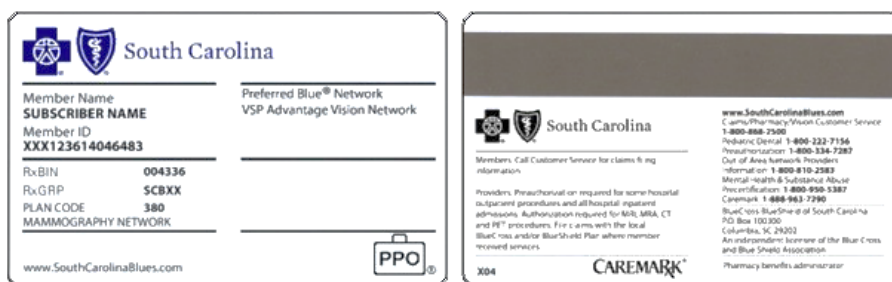 South Carolina
Member Name
SUBSCRIBER NAME
Member ID
XXX123614046483
RxBIN 004336
RxGRP SCBXX
PLAN CODE 380
MAMMOGRAPHY NETWORK
www.SouthCarolinaBlues.com
Preferred Blue® Network
VSP Advantage Vision Network
PPO®
South Carolina
Members: Call Customer Service for claims filing
information.
Providers: Preauthorization required for some hospital
outpatient procedures and all hospital inpatient
admissions. Authorization required for MRI, MRA, CT
and PET procedures. File claims with the local
BlueCross and/or BlueShield Plan where member
received services.
X04
CAREMARK
www.SouthCarolinaBlues.com
Claims/Pharmacy/Vision Customer Service
1-800-868-2500
Pediatric Dental 1-800-222-7156
Preauthorization 1-800-334-7287
Out of Area Network Providers
Information 1-800-810-2583
Mental Health & Substance Abuse
Precertification 1-800-950-5387
Caremark 1-888-963-7290
BlueCross BlueShield of South Carolina
P.O. Box 100300
Columbia, SC 29202
An independent licensee of the Blue Cross
and Blue Shield Association
Pharmacy benefits administrator